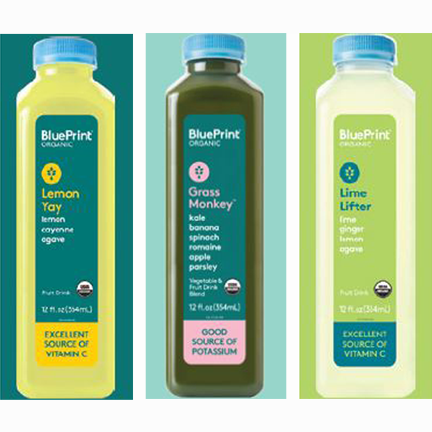 BluePrint
ORGANIC
Lemon
Yay
lemon
cayenne
agave
Fruit Drink
12 fl.oz(354mL)
EXCELLENT
SOURCE OF
VITAMIN C
BluePrint
ORGANIC
Grass
Monkey™
kale
banana
spinach
romaine
apple
parsley
Vegetable &
Fruit Drink
Blend
12 fl.oz(354mL)
GOOD
SOURCE OF
POTASSIUM
BluePrint
ORGANIC
Lime
Lifter
lime
ginger
lemon
agave
Fruit Drink
12 fl.oz(314mL)
EXCELLENT
SOURCE OF
VITAMIN C